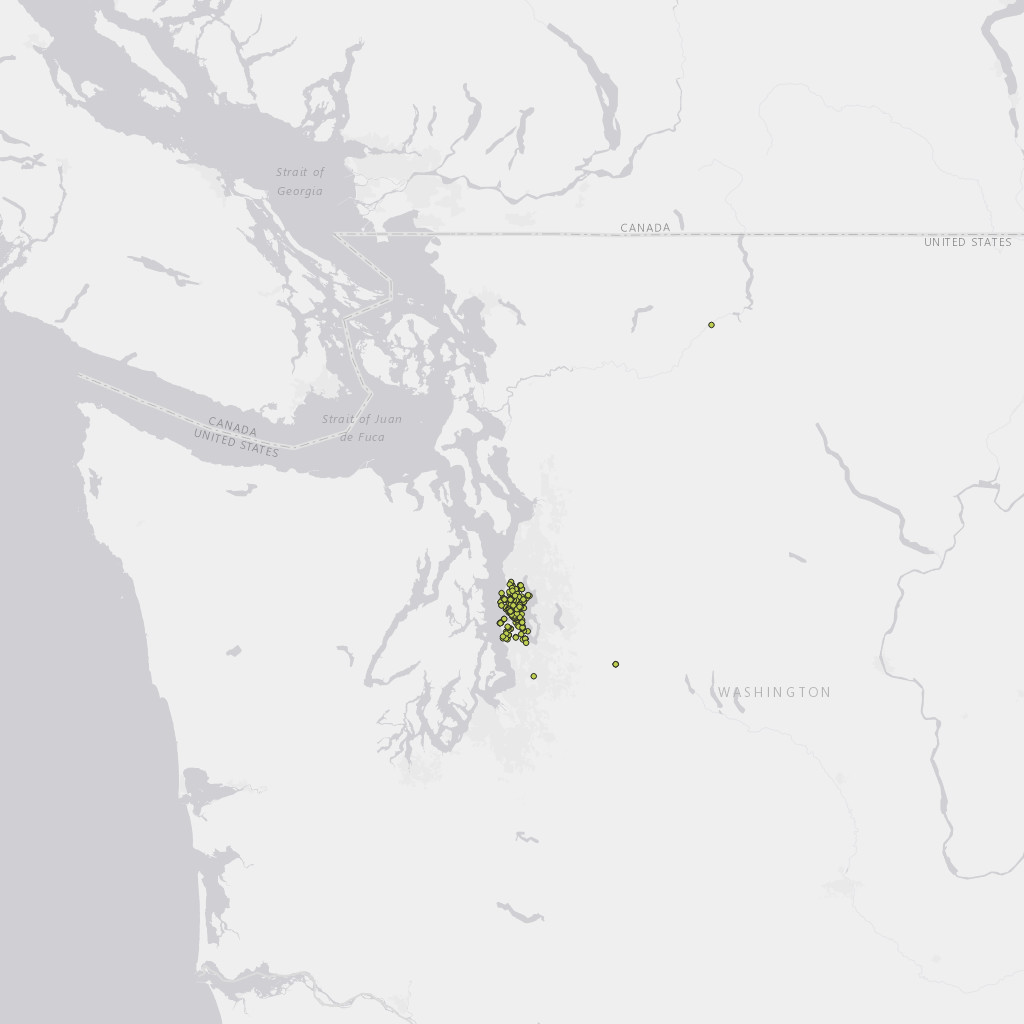 Strait of
Georgia
CANADA
UNITED STATES
CANADA
UNITED STATES
Strait of Juan
de Fuca
WASHINGTON